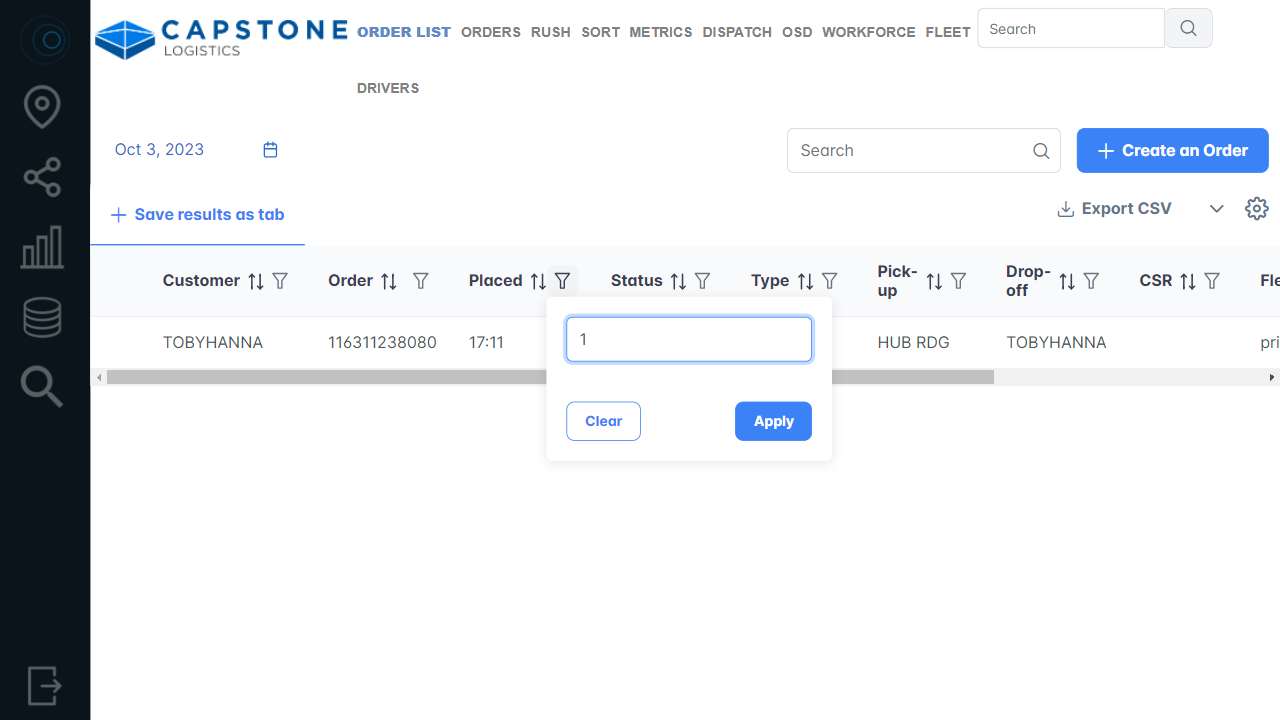 CAPSTONE
LOGISTICS
ORDER LIST ORDERS RUSH SORT METRICS DISPATCH OSD WORKFORCE FLEET Search
DRIVERS
Oct 3, 2023 Search Create an Order
Save results as tab Export CSV
Customer Order Placed Status Type Pick-up Drop-off CSR Fle
TOBYHANNA 116311238080 17:11 HUB RDG TOBYHANNA pri
1
Clear Apply